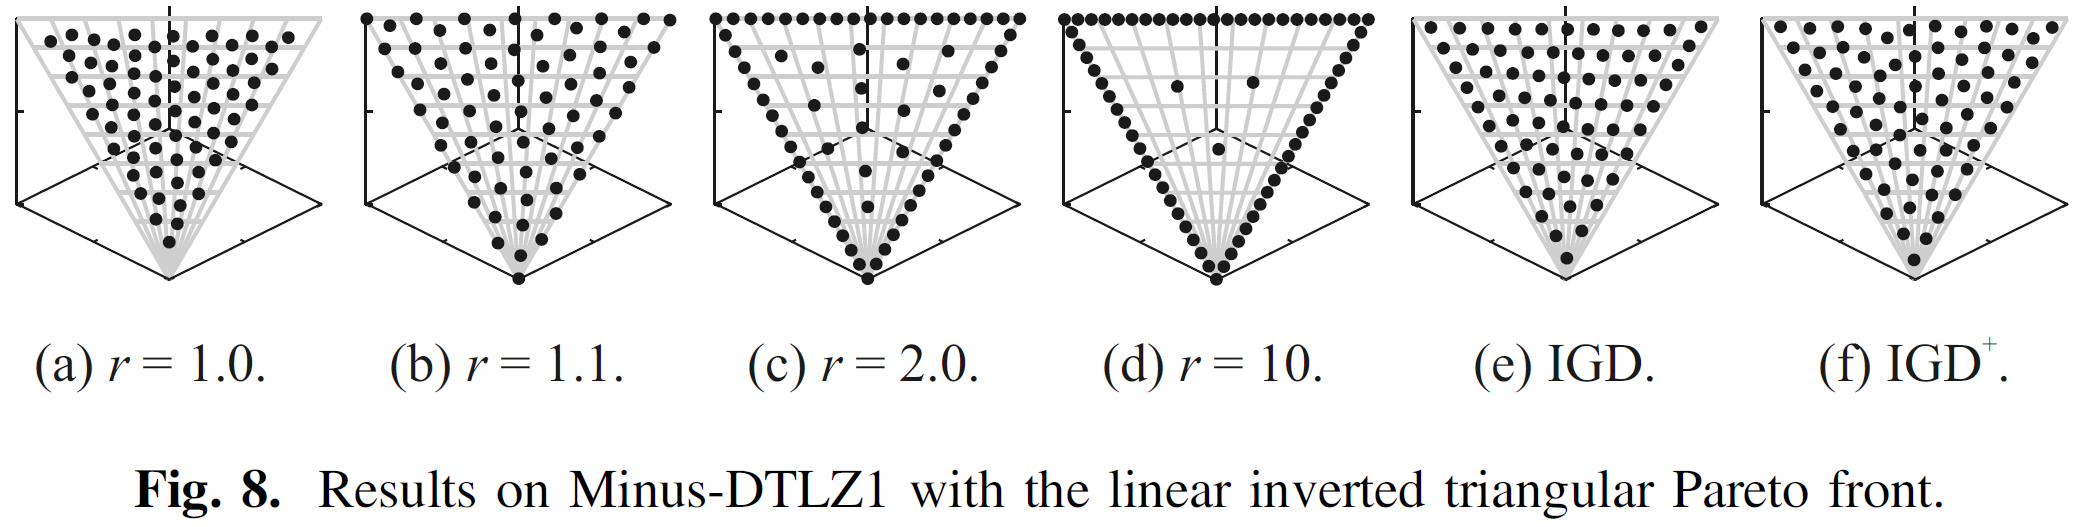 (a) r = 1.0. (b) r = 1.1. (c) r = 2.0. (d) r = 10. (e) IGD. (f) IGD⁺.
Fig. 8. Results on Minus-DTLZ1 with the linear inverted triangular Pareto front.